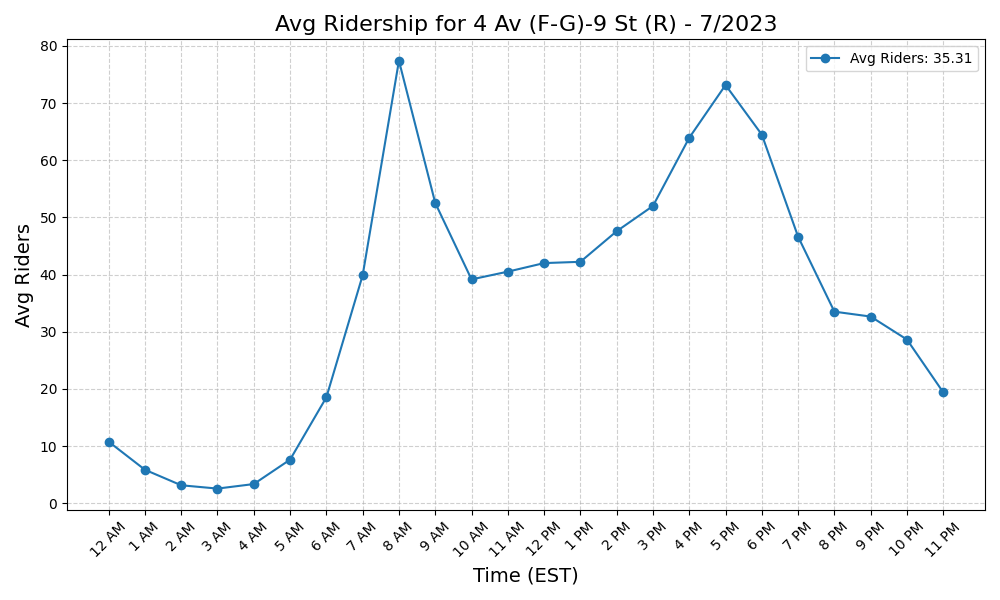 Avg Ridership for 4 Av (F-G)-9 St (R) - 7/2023
Avg Riders: 35.31
Avg Riders
80
70
60
50
40
30
20
10
0
12 AM
1 AM
2 AM
3 AM
4 AM
5 AM
6 AM
7 AM
8 AM
9 AM
10 AM
11 AM
12 PM
1 PM
2 PM
3 PM
4 PM
5 PM
6 PM
7 PM
8 PM
9 PM
10 PM
11 PM
Time (EST)